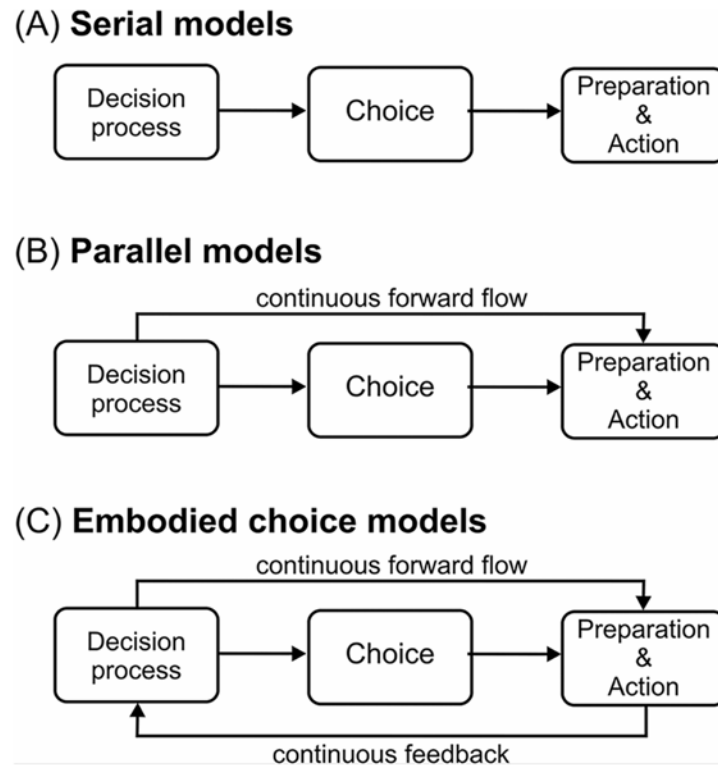 (A) Serial models
Decision
process
Choice
Preparation
&
Action
(B) Parallel models
continuous forward flow
Decision
process
Choice
Preparation
&
Action
(C) Embodied choice models
continuous forward flow
Decision
process
Choice
Preparation
&
Action
continuous feedback